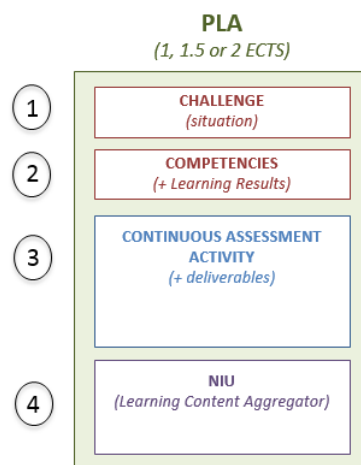 PLA
(1, 1.5 or 2 ECTS)
1
CHALLENGE
(situation)
2
COMPETENCIES
(+ Learning Results)
3
CONTINUOUS ASSESSMENT
ACTIVITY
(+ deliverables)
4
NIU
(Learning Content Aggregator)